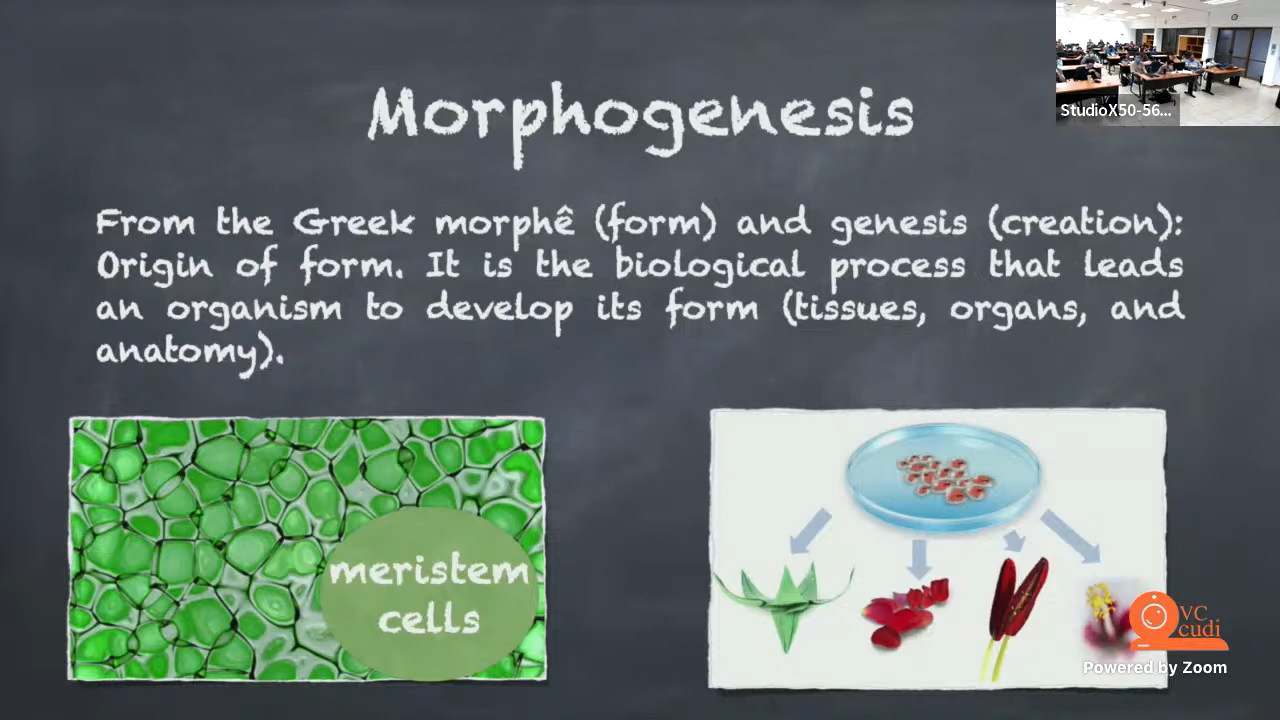 StudioX50-56...
Morphogenesis
From the Greek morphê (form) and genesis (creation):
Origin of form. It is the biological process that leads
an organism to develop its form (tissues, organs, and
anatomy).
meristem
cells
VC
cudi
Powered by Zoom